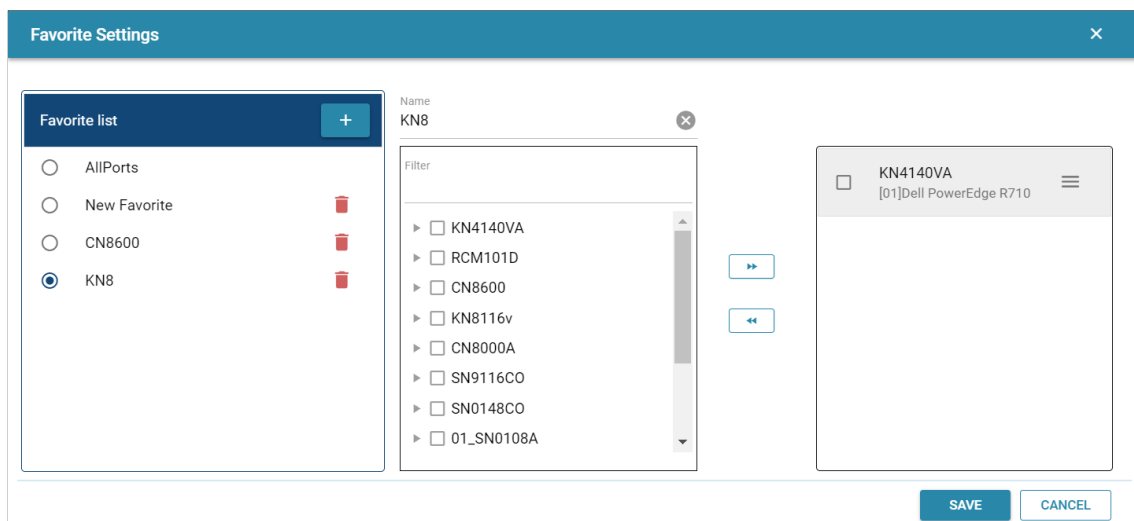 Favorite Settings
Favorite list
AllPorts
New Favorite
CN8600
KN8
Name
KN8
Filter
KN4140VA
RCM101D
CN8600
KN8116v
CN8000A
SN9116CO
SN0148CO
01_SN0108A
KN4140VA
[01]Dell PowerEdge R710
SAVE
CANCEL